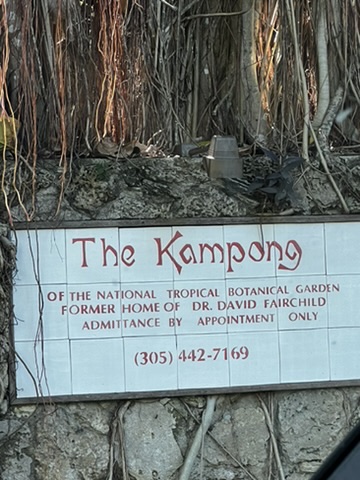 The Kampong
OF THE NATIONAL TROPICAL BOTANICAL GARDEN
FORMER HOME OF DR. DAVID FAIRCHILD
ADMITTANCE BY APPOINTMENT ONLY
(305) 442-7169